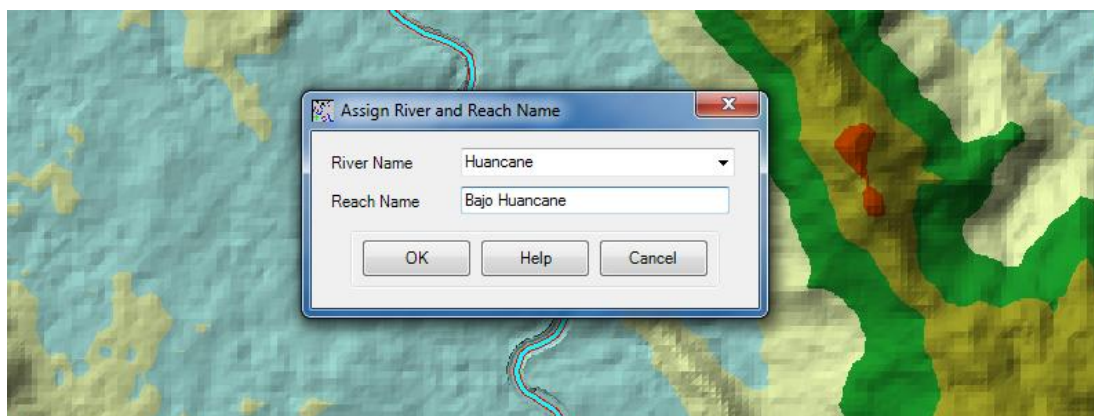 Assign River and Reach Name
River Name Huancane
Reach Name Bajo Huancane
OK Help Cancel